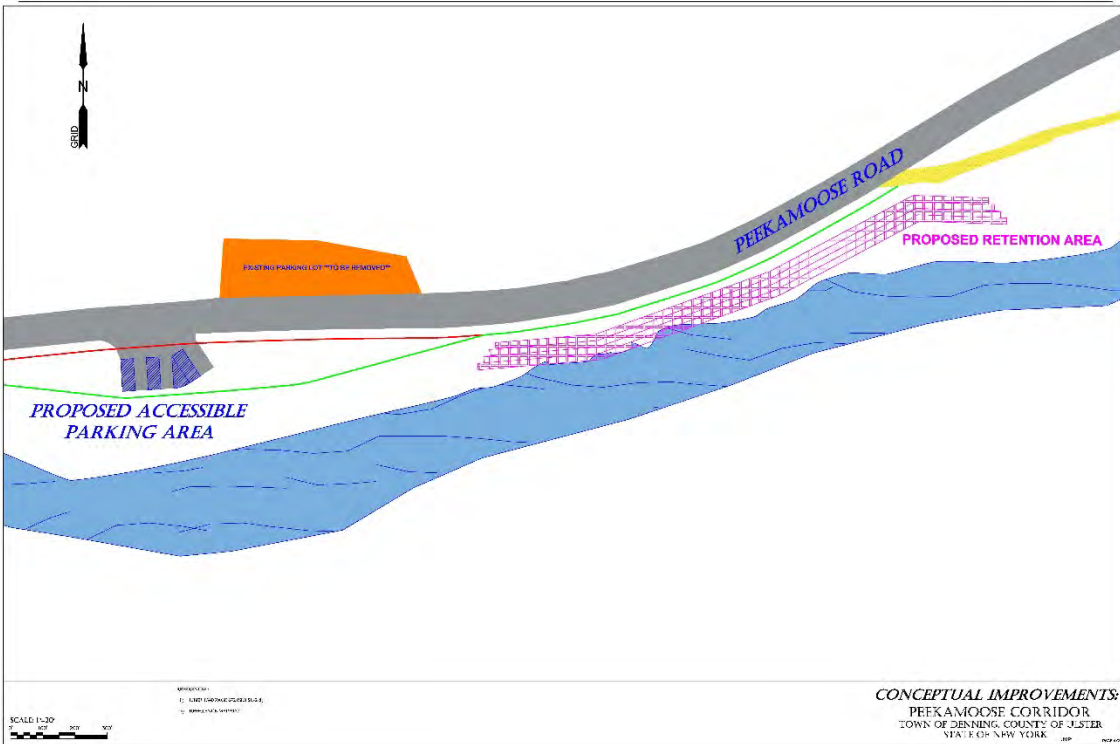 N
GRID
PEEKAMOOSE ROAD
PROPOSED RETENTION AREA
EXISTING PARKING LOT "TO BE REMOVED"
PROPOSED ACCESSIBLE
PARKING AREA
CONCEPTUAL IMPROVEMENTS:
PEEKAMOOSE CORRIDOR
TOWN OF DENNING, COUNTY OF ULSTER
STATE OF NEW YORK